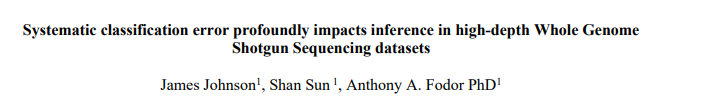 Systematic classification error profoundly impacts inference in high-depth Whole Genome
Shotgun Sequencing datasets
James Johnson¹, Shan Sun ¹, Anthony A. Fodor PhD¹